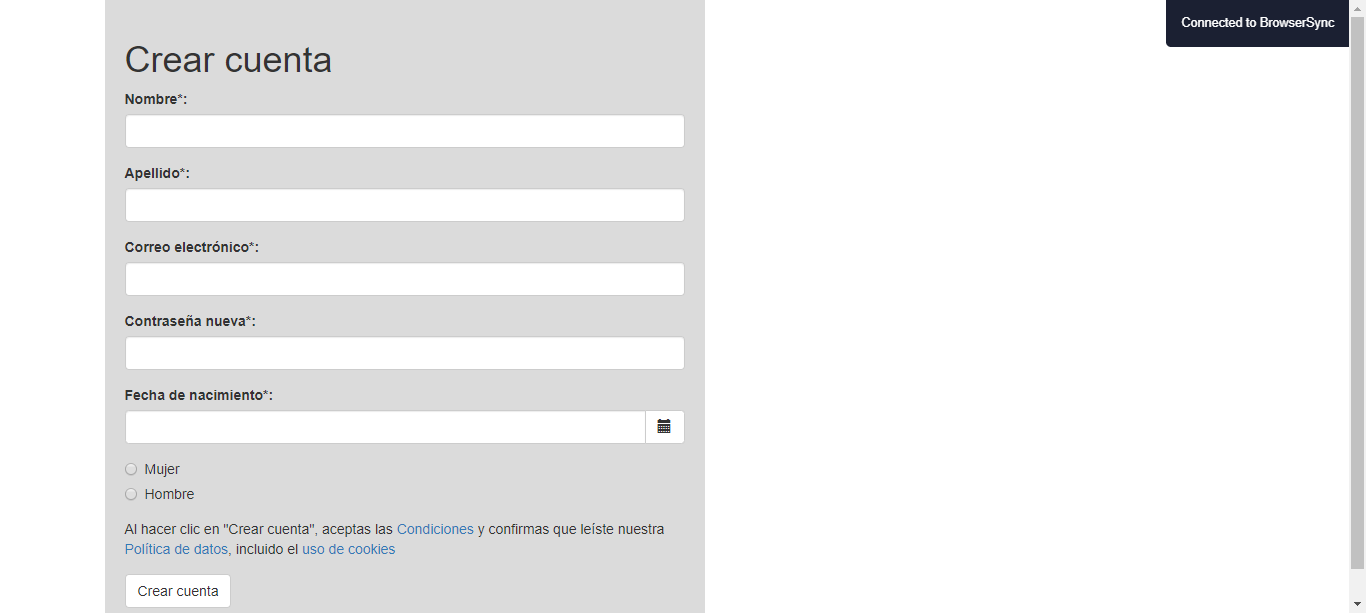 Connected to BrowserSync
Crear cuenta
Nombre*:
Apellido*:
Correo electrónico*:
Contraseña nueva*:
Fecha de nacimiento*:
Mujer
Hombre
Al hacer clic en "Crear cuenta", aceptas las Condiciones y confirmas que leíste nuestra
Política de datos, incluido el uso de cookies
Crear cuenta